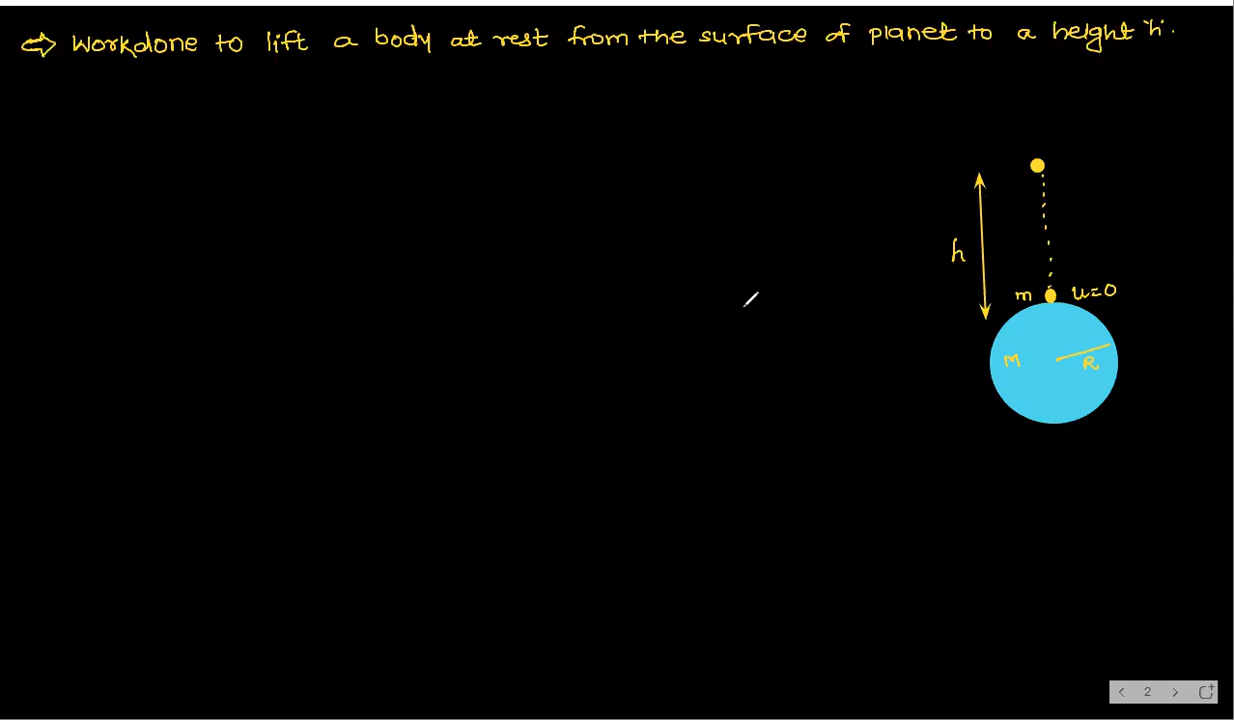 ⇒ Workdone to lift a body at rest from the surface of planet to a height 'h'.
h
m u=0
M R
< 2 >